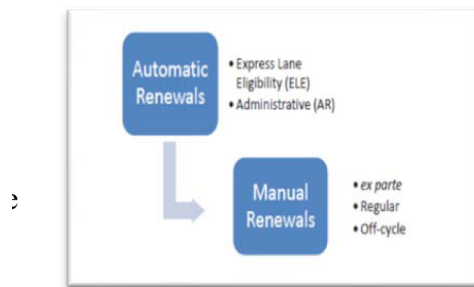 Automatic
Renewals
• Express Lane
Eligibility (ELE)
• Administrative (AR)
Manual
Renewals
• ex parte
• Regular
• Off-cycle